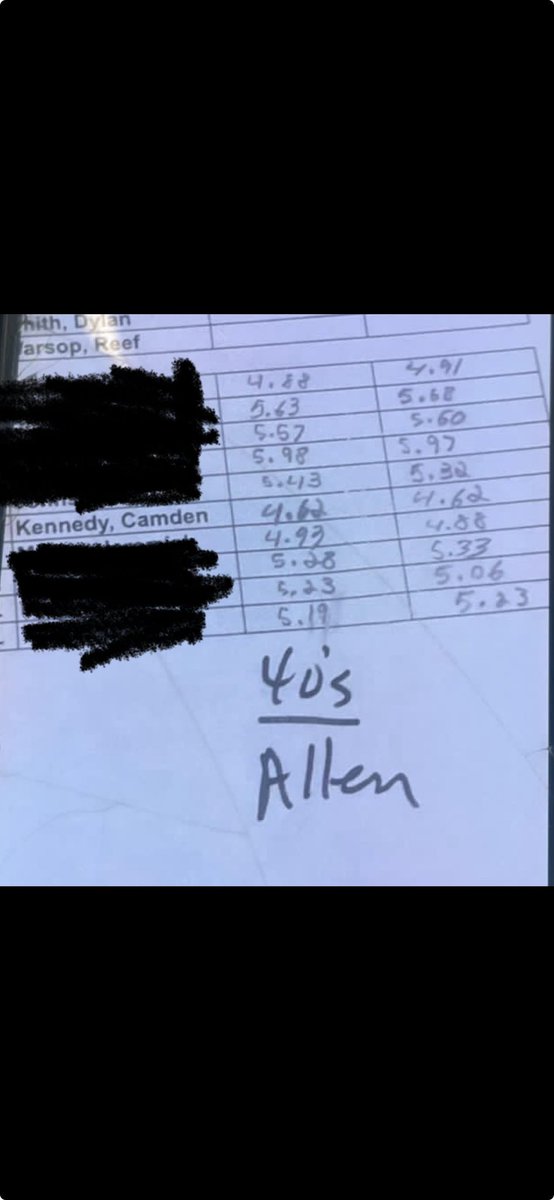 hith, Dylan
arsop, Reef
4.88 4.91
5.63 5.68
5.57 5.60
5.98 5.97
5.43 5.32
Kennedy, Camden 4.62 4.62
4.93 4.88
5.28 5.33
5.23 5.06
5.19 5.23
40's
Allen